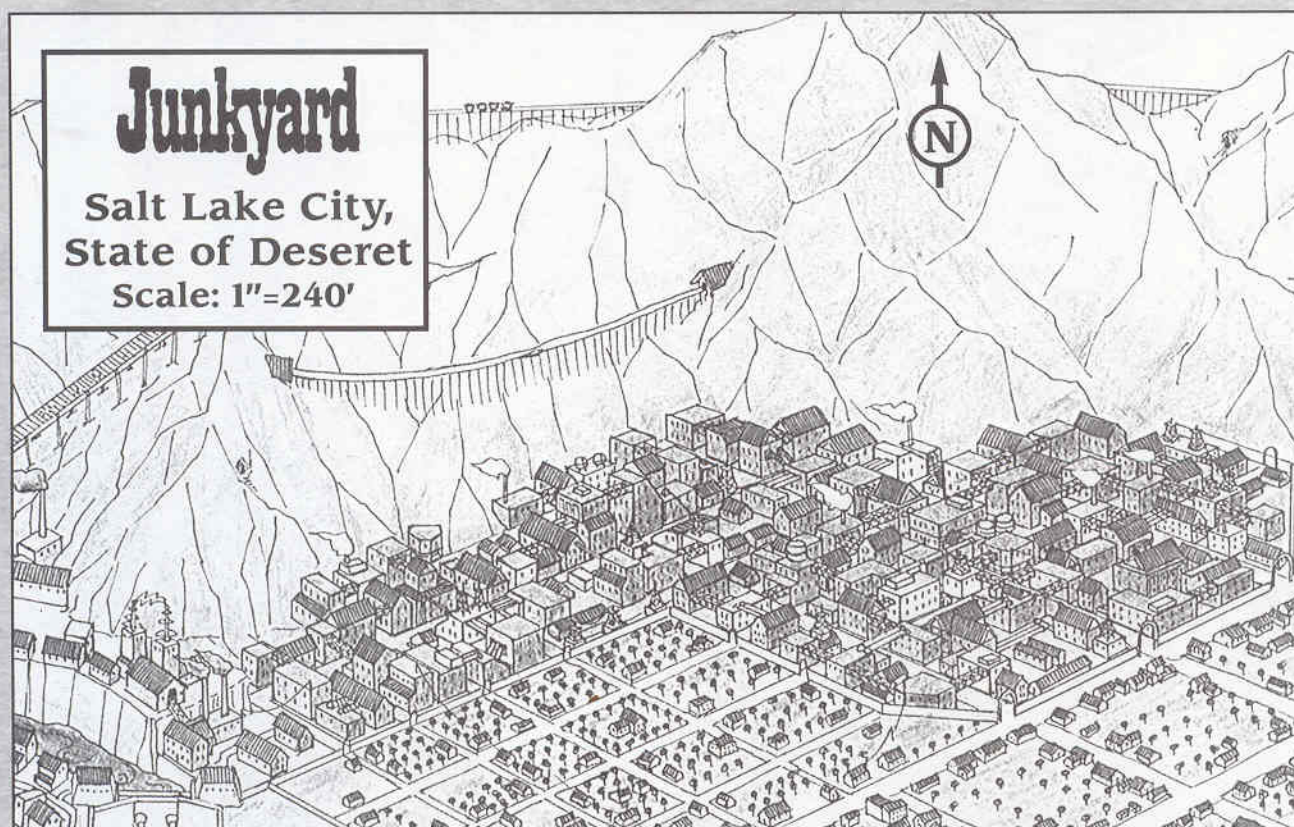 Junkyard
Salt Lake City,
State of Deseret
Scale: 1"=240'
N